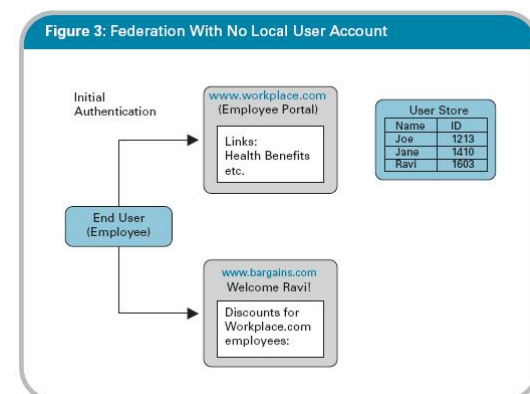 Figure 3: Federation With No Local User Account
Initial
Authentication
www.workplace.com
(Employee Portal)
Links:
Health Benefits
etc.
User Store
Name ID
Joe 1213
Jane 1410
Ravi 1603
End User
(Employee)
www.bargains.com
Welcome Ravi!
Discounts for
Workplace.com
employees: